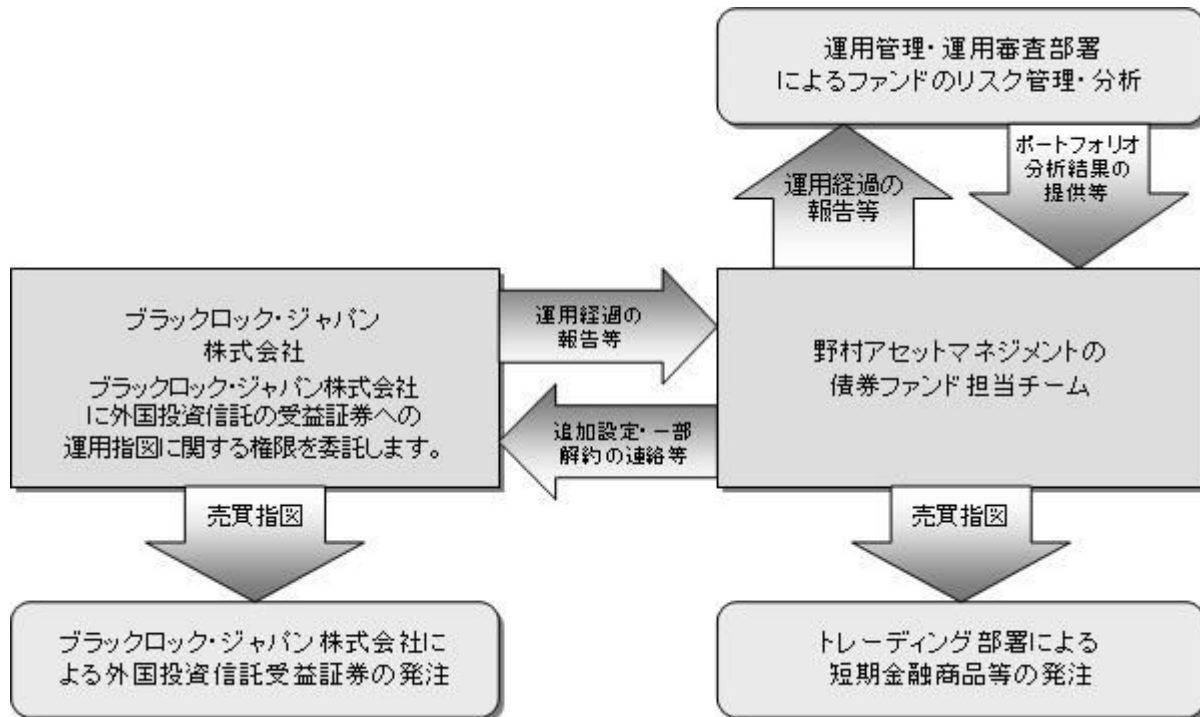 運用管理・運用審査部署
によるファンドのリスク管理・分析
運用経過の
報告等
ポートフォリオ
分析結果の
提供等
ブラックロック・ジャパン
株式会社
ブラックロック・ジャパン株式会社
に外国投資信託の受益証券への
運用指図に関する権限を委託します。
運用経過の
報告等
追加設定・一部
解約の連絡等
野村アセットマネジメントの
債券ファンド担当チーム
売買指図
売買指図
ブラックロック・ジャパン株式会社に
よる外国投資信託受益証券の発注
トレーディング部署による
短期金融商品等の発注